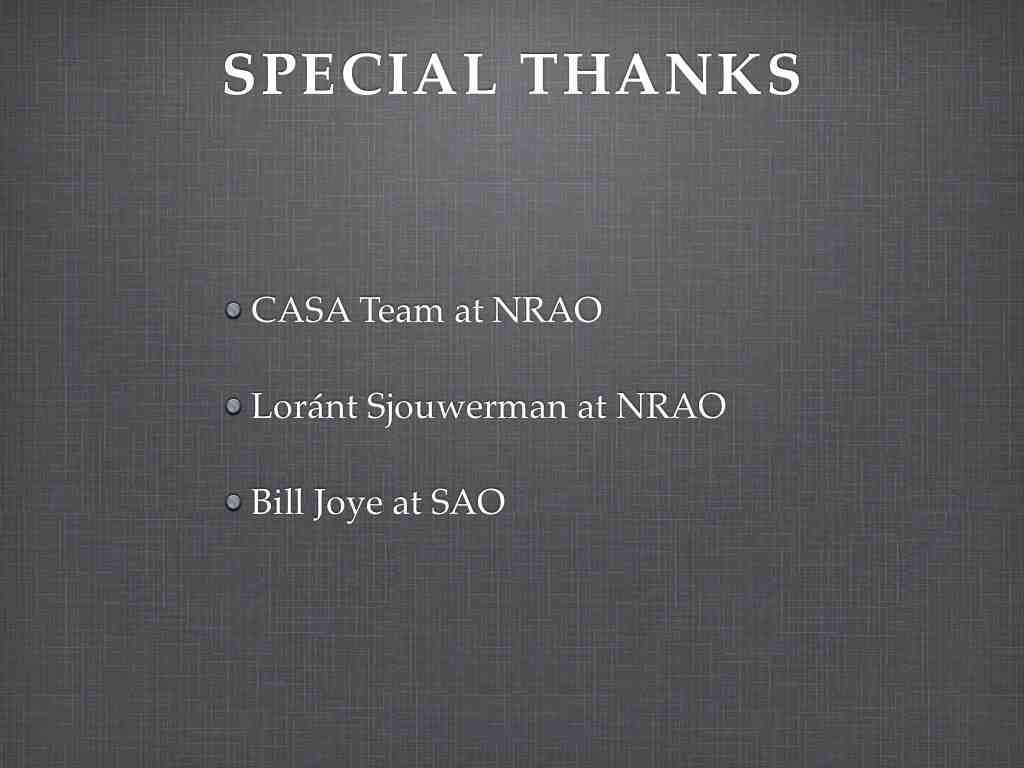 SPECIAL THANKS
CASA Team at NRAO
Loránt Sjouwerman at NRAO
Bill Joye at SAO